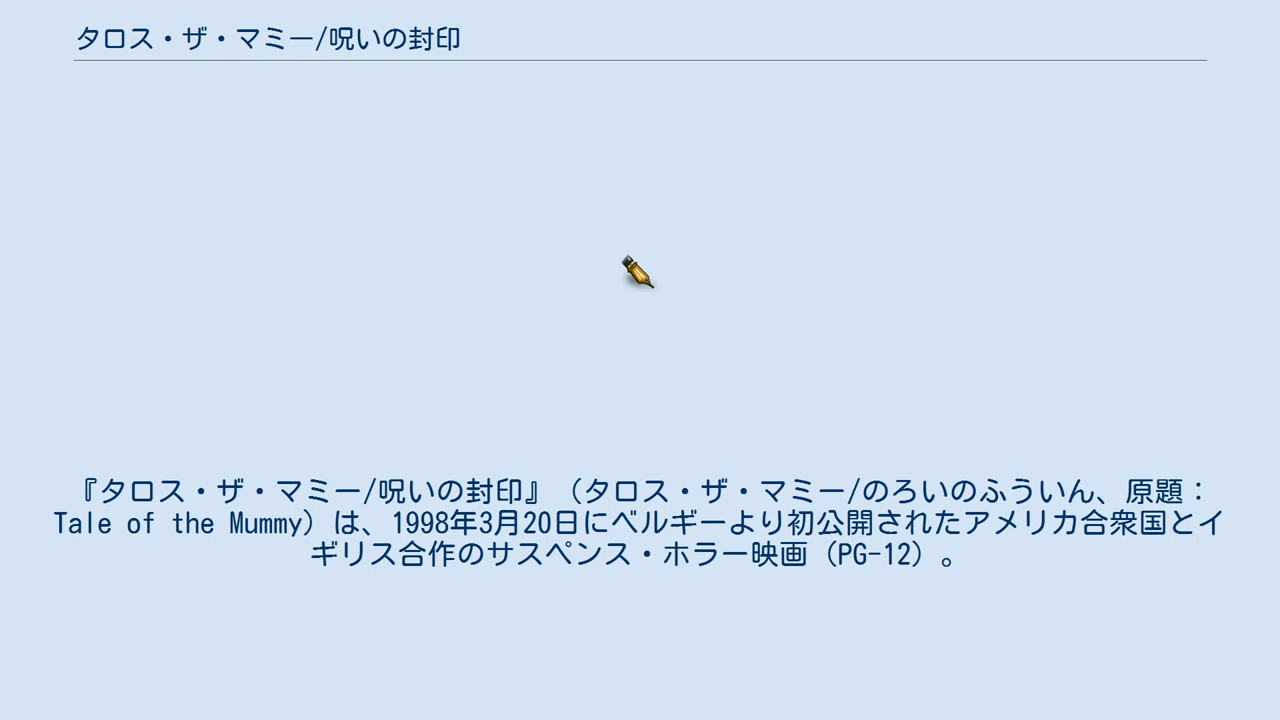 タロス・ザ・マミー/呪いの封印
『タロス・ザ・マミー/呪いの封印』（タロス・ザ・マミー/のろいのふういん、原題：
Tale of the Mummy）は、1998年3月20日にベルギーより初公開されたアメリカ合衆国とイ
ギリス合作のサスペンス・ホラー映画（PG-12）。